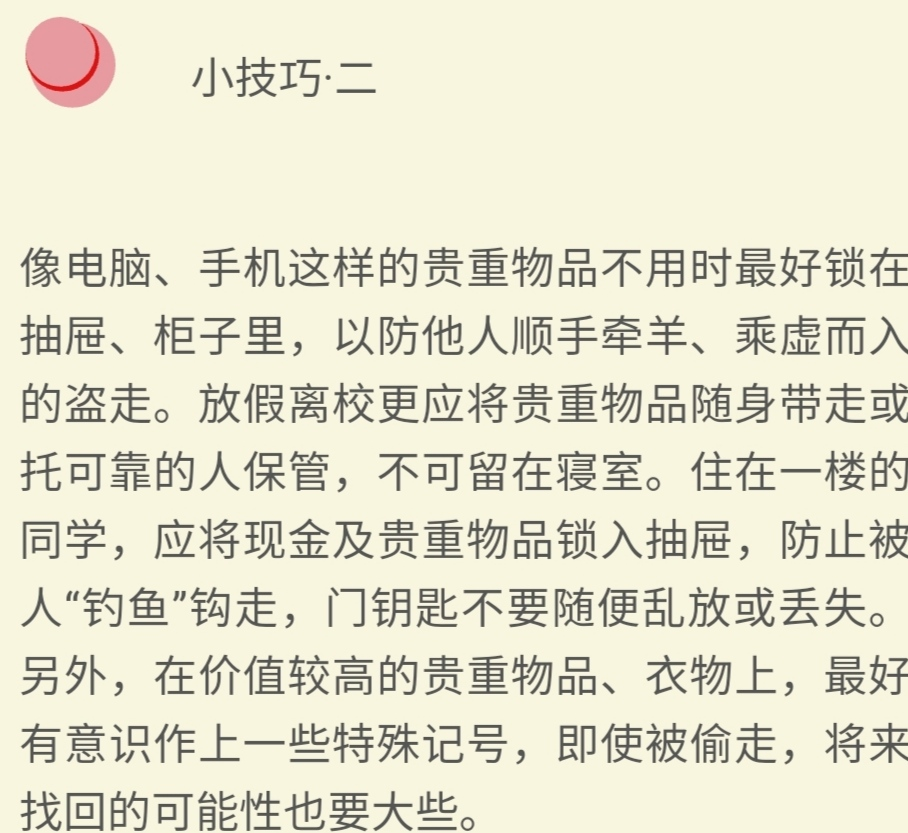 小技巧·二
像电脑、手机这样的贵重物品不用时最好锁在
抽屉、柜子里，以防他人顺手牵羊、乘虚而入
的盗走。放假离校更应将贵重物品随身带走或
托可靠的人保管，不可留在寝室。住在一楼的
同学，应将现金及贵重物品锁入抽屉，防止被
人“钓鱼”钩走，门钥匙不要随便乱放或丢失。
另外，在价值较高的贵重物品、衣物上，最好
有意识作上一些特殊记号，即使被偷走，将来
找回的可能性也要大些。